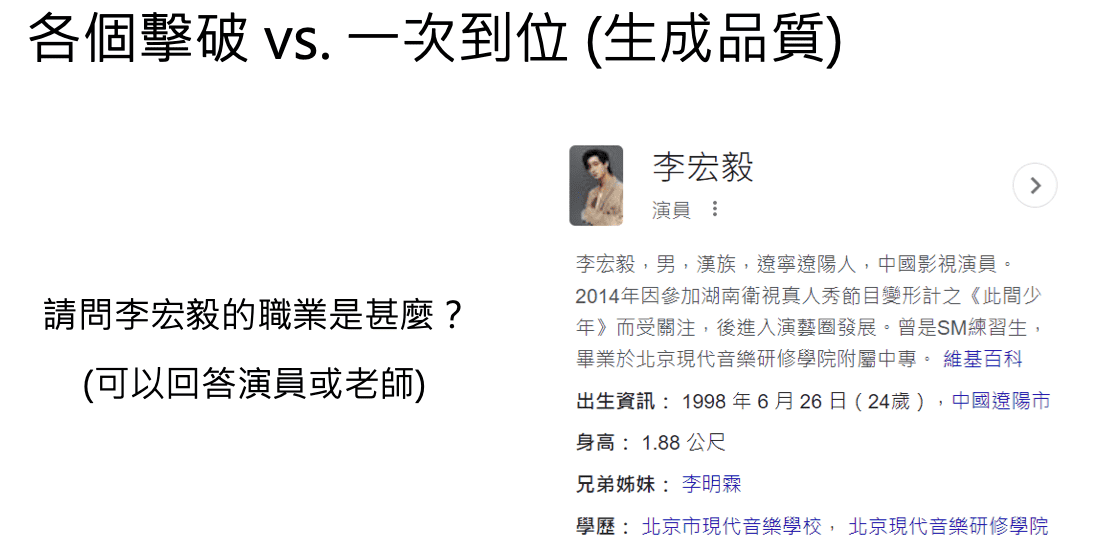 各個擊破 vs. 一次到位 (生成品質)
李宏毅
演員
李宏毅，男，漢族，遼寧遼陽人，中國影視演員。
2014年因參加湖南衛視真人秀節目變形計之《此間少
年》而受關注，後進入演藝圈發展。曾是SM練習生，
畢業於北京現代音樂研修學院附屬中專。 維基百科
請問李宏毅的職業是甚麼？
(可以回答演員或老師)
出生資訊： 1998 年 6 月 26 日（24歲），中國遼陽市
身高： 1.88 公尺
兄弟姊妹： 李明霖
學歷： 北京市現代音樂學校， 北京現代音樂研修學院